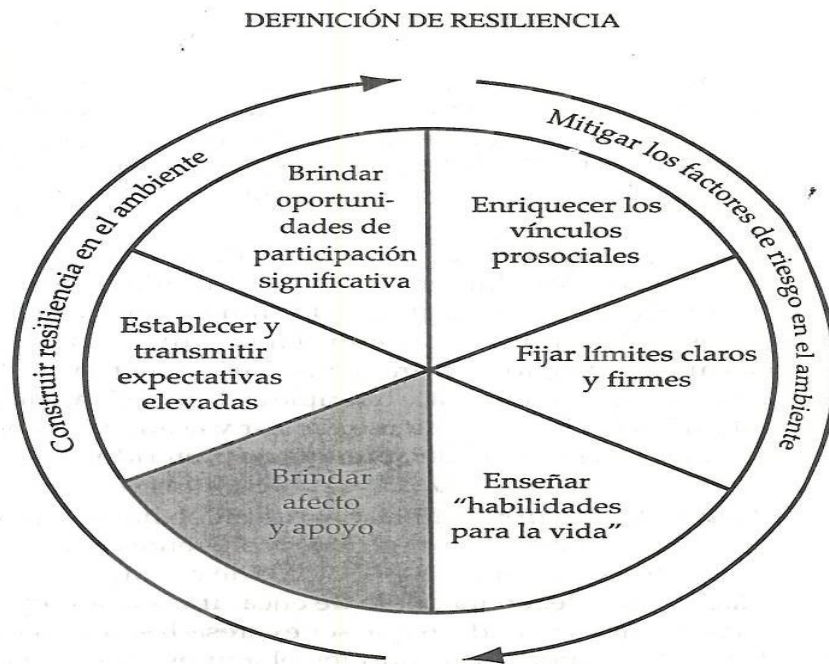 DEFINICIÓN DE RESILIENCIA
Construir resiliencia en el ambiente
Mitigar los factores de riesgo en el ambiente
Brindar
oportuni-
dades de
participación
significativa
Enriquecer los
vínculos
prosociales
Establecer y
transmitir
expectativas
elevadas
Fijar límites claros
y firmes
Brindar
afecto
y apoyo
Enseñar
“habilidades
para la vida”